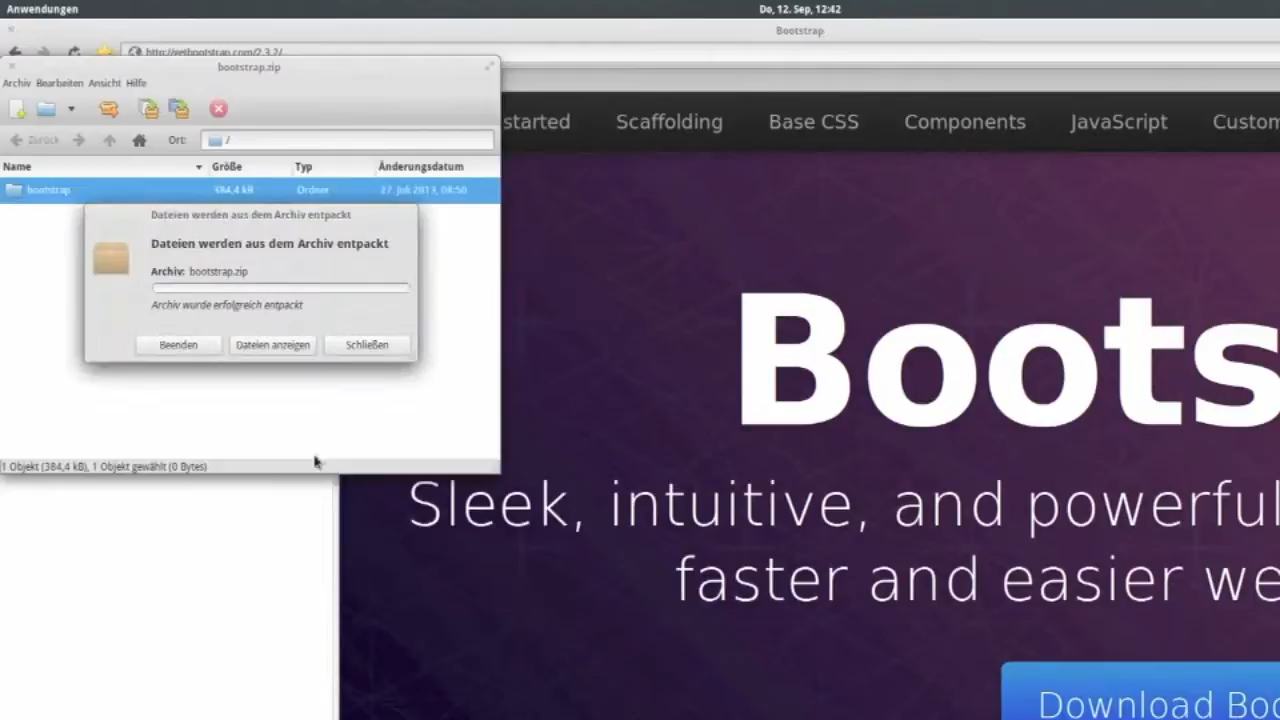 Anwendungen
Do, 12. Sep, 12:42
Bootstrap
http://getbootstrap.com/2.3.2/
bootstrap.zip
Archiv Bearbeiten Ansicht Hilfe
Zurück
Ort: /
started Scaffolding Base CSS Components JavaScript Custom
Name Größe Typ Änderungsdatum
bootstrap 384,4 kB Ordner 27. Juli 2013, 08:50
Dateien werden aus dem Archiv entpackt
Dateien werden aus dem Archiv entpackt
Archiv: bootstrap.zip
Archiv wurde erfolgreich entpackt
Beenden Dateien anzeigen Schließen
1 Objekt (384,4 kB), 1 Objekt gewählt (0 Bytes)
Boots
Sleek, intuitive, and powerful
faster and easier we
Download Boo